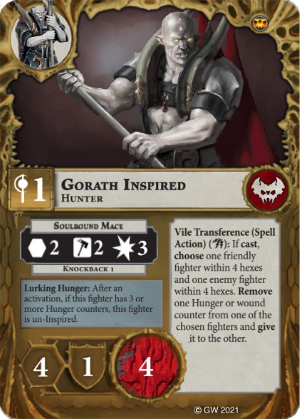 1
Gorath Inspired
Hunter
Soulbound Mace
2 2 3
Knockback 1
Lurking Hunger: After an
activation, if this fighter has 3 or
more Hunger counters, this fighter
is un-Inspired.
Vile Transference (Spell
Action) ( ): If cast,
choose one friendly
fighter within 4 hexes
and one enemy fighter
within 4 hexes. Remove
one Hunger or wound
counter from one of the
chosen fighters and give
it to the other.
4 1 4
© GW 2021